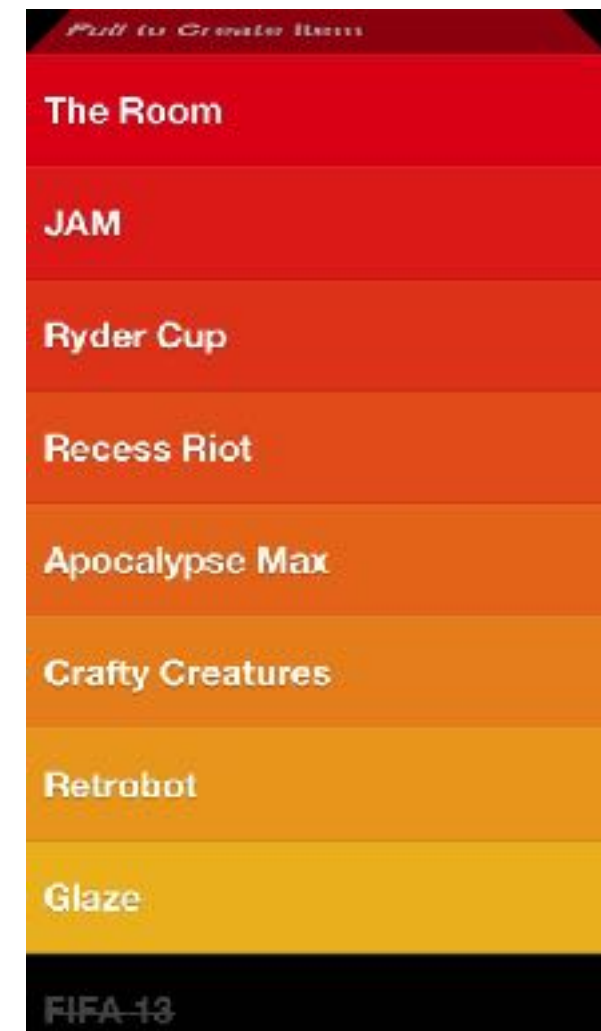 Pull to Create Item
The Room
JAM
Ryder Cup
Recess Riot
Apocalypse Max
Crafty Creatures
Retrobot
Glaze
FIFA 13